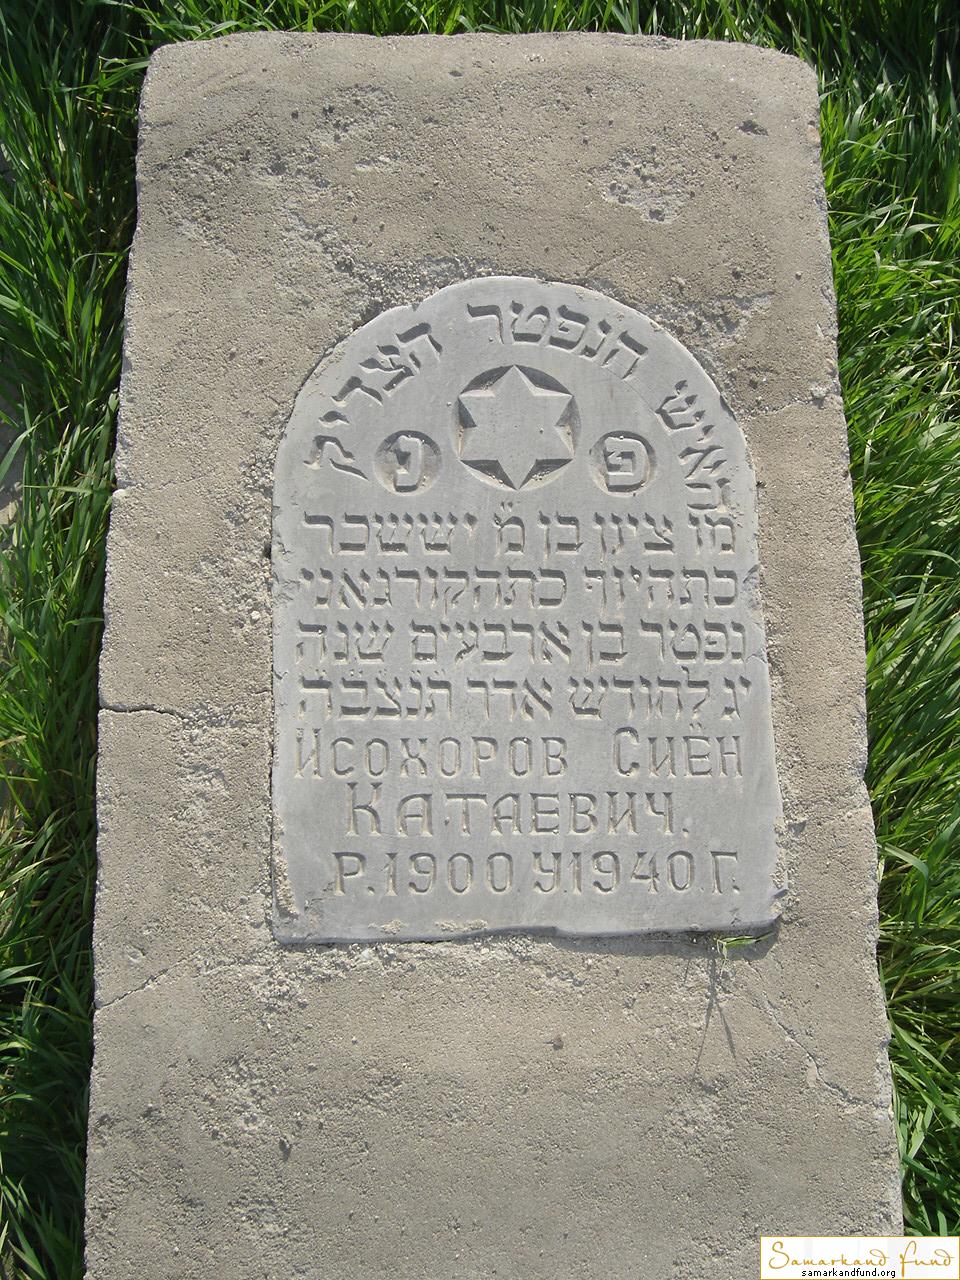 האיש הנפטר הצדיק
פ נ
מו ציון בן מ יששכר
כתהיוף כתהקורגאני
נפטר בן ארבעים שנה
יג לחודש אדר התנצבה
Исохоров Сиён
Катаевич.
Р.1900.У.1940.Г.
Samarkand Fund
samarkandfund.org